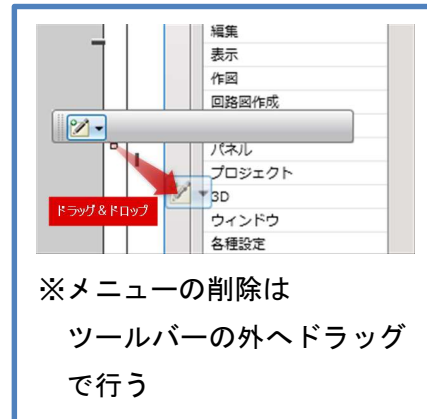 編集
表示
作図
回路図作成
パネル
プロジェクト
3D
ウィンドウ
各種設定
ドラッグ＆ドロップ
※メニューの削除は
ツールバーの外へドラッグ
で行う